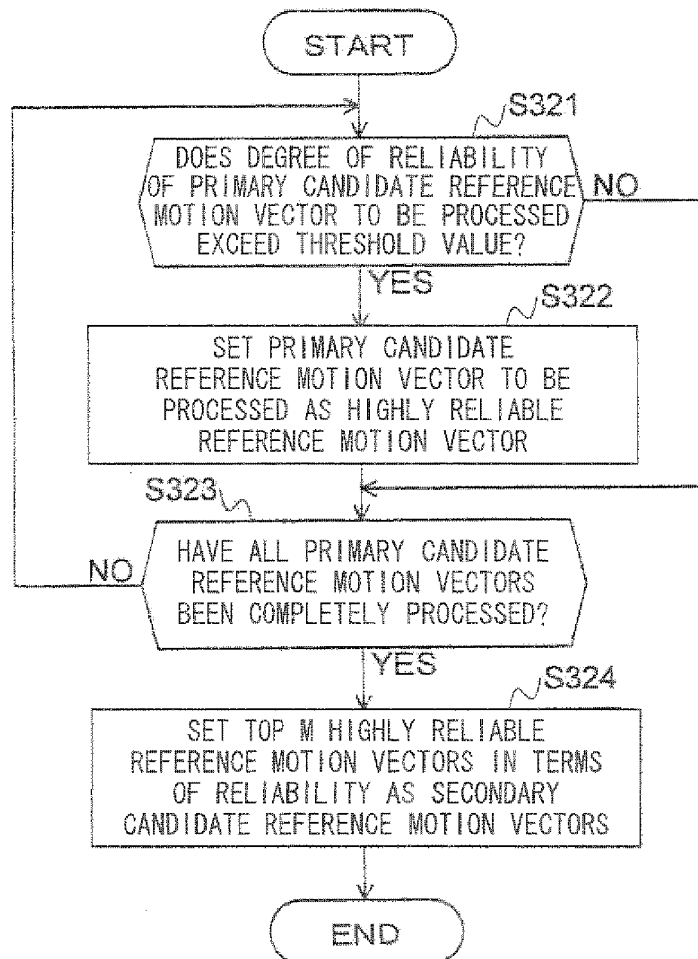 START
S321
DOES DEGREE OF RELIABILITY
OF PRIMARY CANDIDATE REFERENCE
MOTION VECTOR TO BE PROCESSED
EXCEED THRESHOLD VALUE?
NO
YES
S322
SET PRIMARY CANDIDATE
REFERENCE MOTION VECTOR TO BE
PROCESSED AS HIGHLY RELIABLE
REFERENCE MOTION VECTOR
S323
NO
HAVE ALL PRIMARY CANDIDATE
REFERENCE MOTION VECTORS
BEEN COMPLETELY PROCESSED?
YES
S324
SET TOP M HIGHLY RELIABLE
REFERENCE MOTION VECTORS IN TERMS
OF RELIABILITY AS SECONDARY
CANDIDATE REFERENCE MOTION VECTORS
END